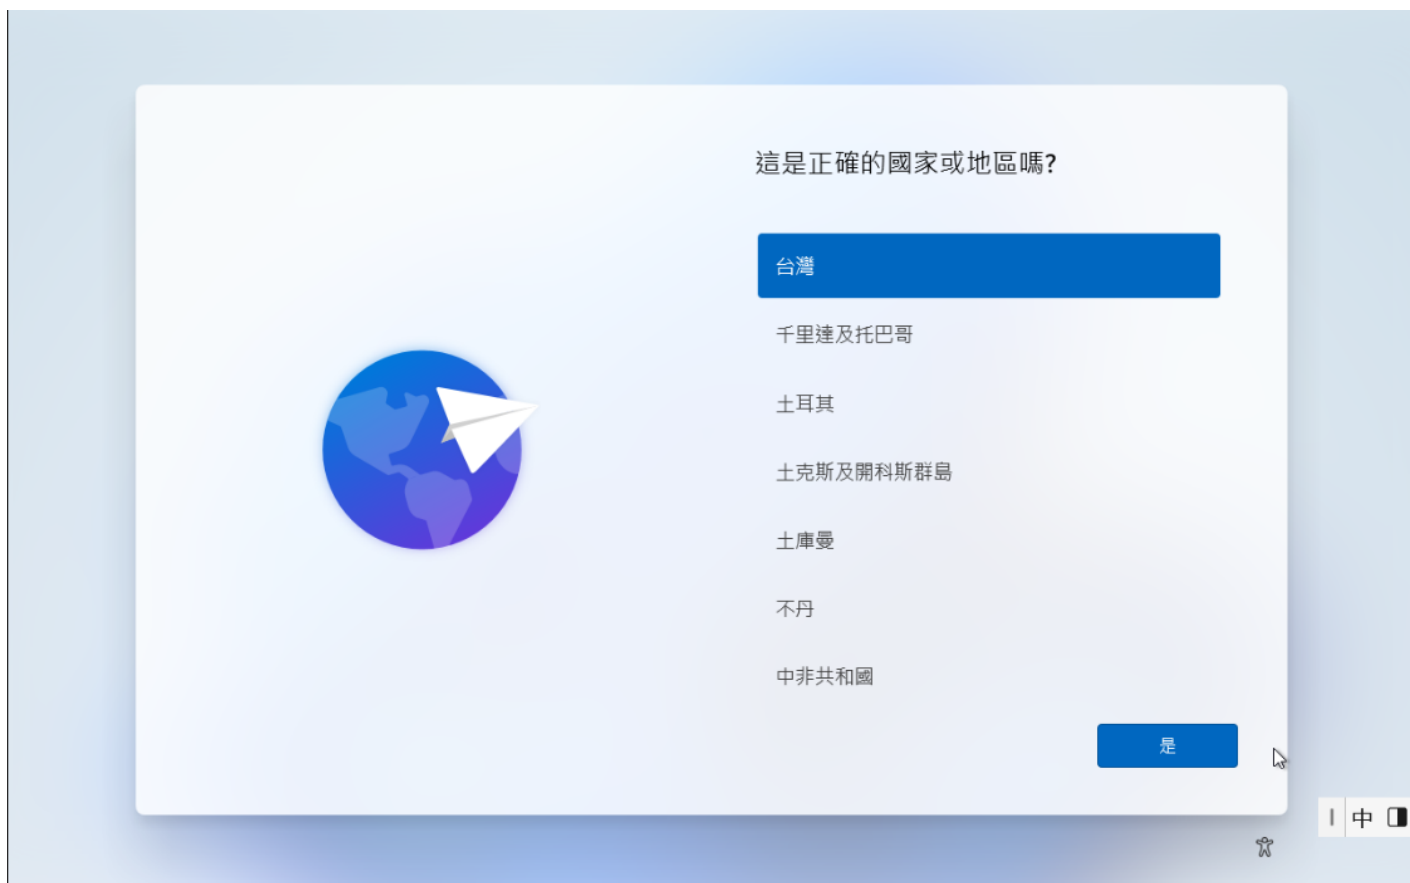 這是正確的國家或地區嗎?
台灣
千里達及托巴哥
土耳其
土克斯及開科斯群島
土庫曼
不丹
中非共和國
是
中